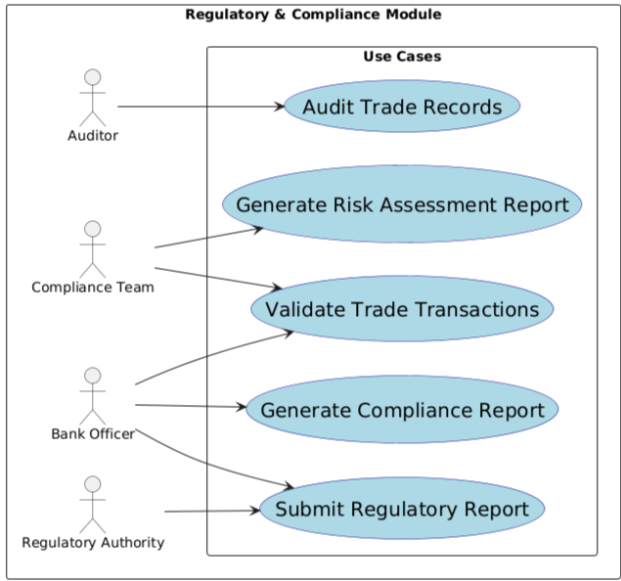 Regulatory & Compliance Module
Use Cases
Audit Trade Records
Auditor
Generate Risk Assessment Report
Compliance Team
Validate Trade Transactions
Generate Compliance Report
Bank Officer
Submit Regulatory Report
Regulatory Authority